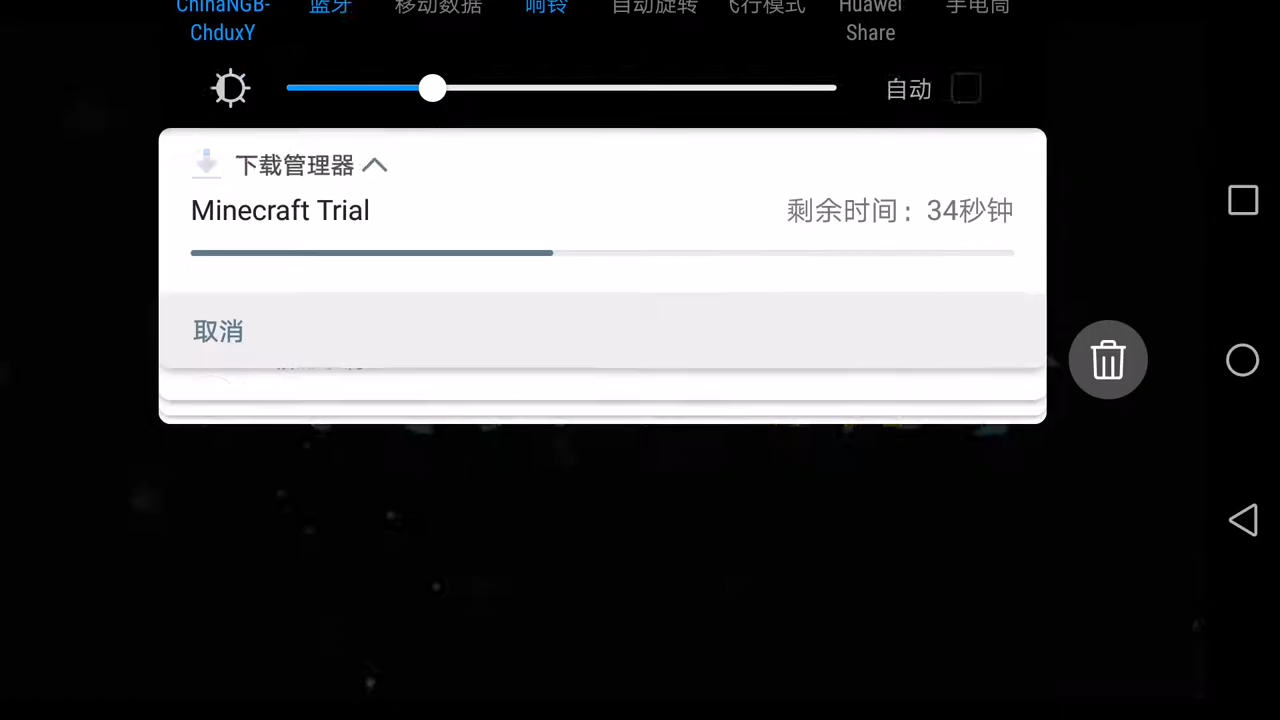 ChinaNGB-
ChduxY
蓝牙
移动数据
响铃
自动旋转
飞行模式
Huawei
Share
手电筒
自动
下载管理器
Minecraft Trial
剩余时间：34秒钟
取消